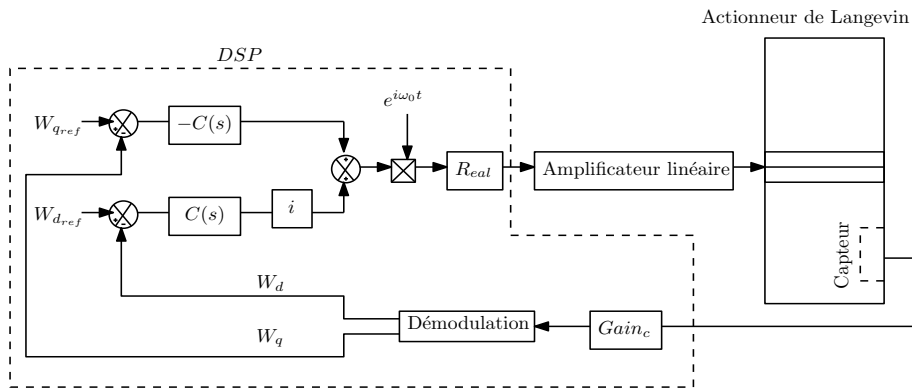 Actionneur de Langevin
DSP
e^{iω_0t}
W_{q_{ref}}
-C(s)
R_{eal}
Amplificateur linéaire
W_{d_{ref}}
C(s)
i
Capteur
W_d
Démodulation
Gain_c
W_q